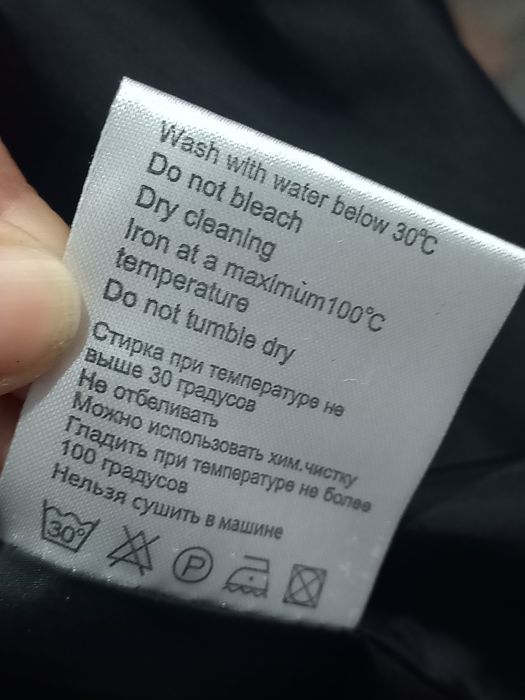 Wash with water below 30℃
Do not bleach
Dry cleaning
Iron at a maximum 100℃
temperature
Do not tumble dry
Стирка при температуре не
выше 30 градусов
Не отбеливать
Можно использовать хим.чистку
Гладить при температуре не более
100 градусов
Нельзя сушить в машине
30° P